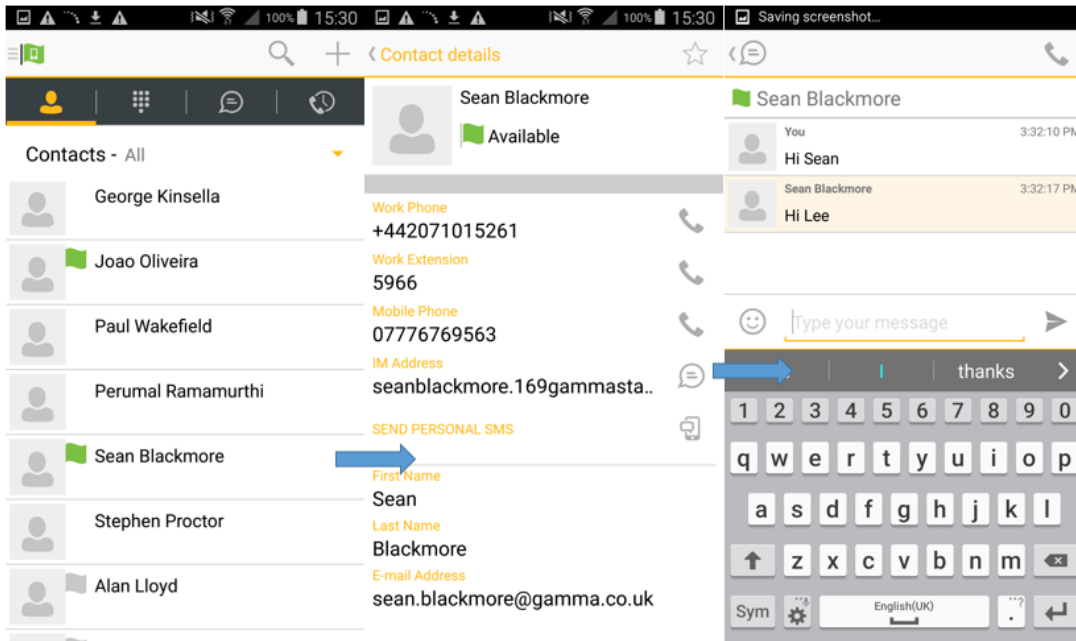 100% 15:30
Contacts - All
George Kinsella
Joao Oliveira
Paul Wakefield
Perumal Ramamurthi
Sean Blackmore
Stephen Proctor
Alan Lloyd
100% 15:30
Contact details
Sean Blackmore
Available
Work Phone
+442071015261
Work Extension
5966
Mobile Phone
07776769563
IM Address
seanblackmore.169gammasta..
SEND PERSONAL SMS
First Name
Sean
Last Name
Blackmore
E-mail Address
sean.blackmore@gamma.co.uk
Saving screenshot...
Sean Blackmore
You 3:32:10 PM
Hi Sean
Sean Blackmore 3:32:17 PM
Hi Lee
Type your message
I thanks
1 2 3 4 5 6 7 8 9 0
q w e r t y u i o p
a s d f g h j k l
z x c v b n m
Sym English(UK) . ?